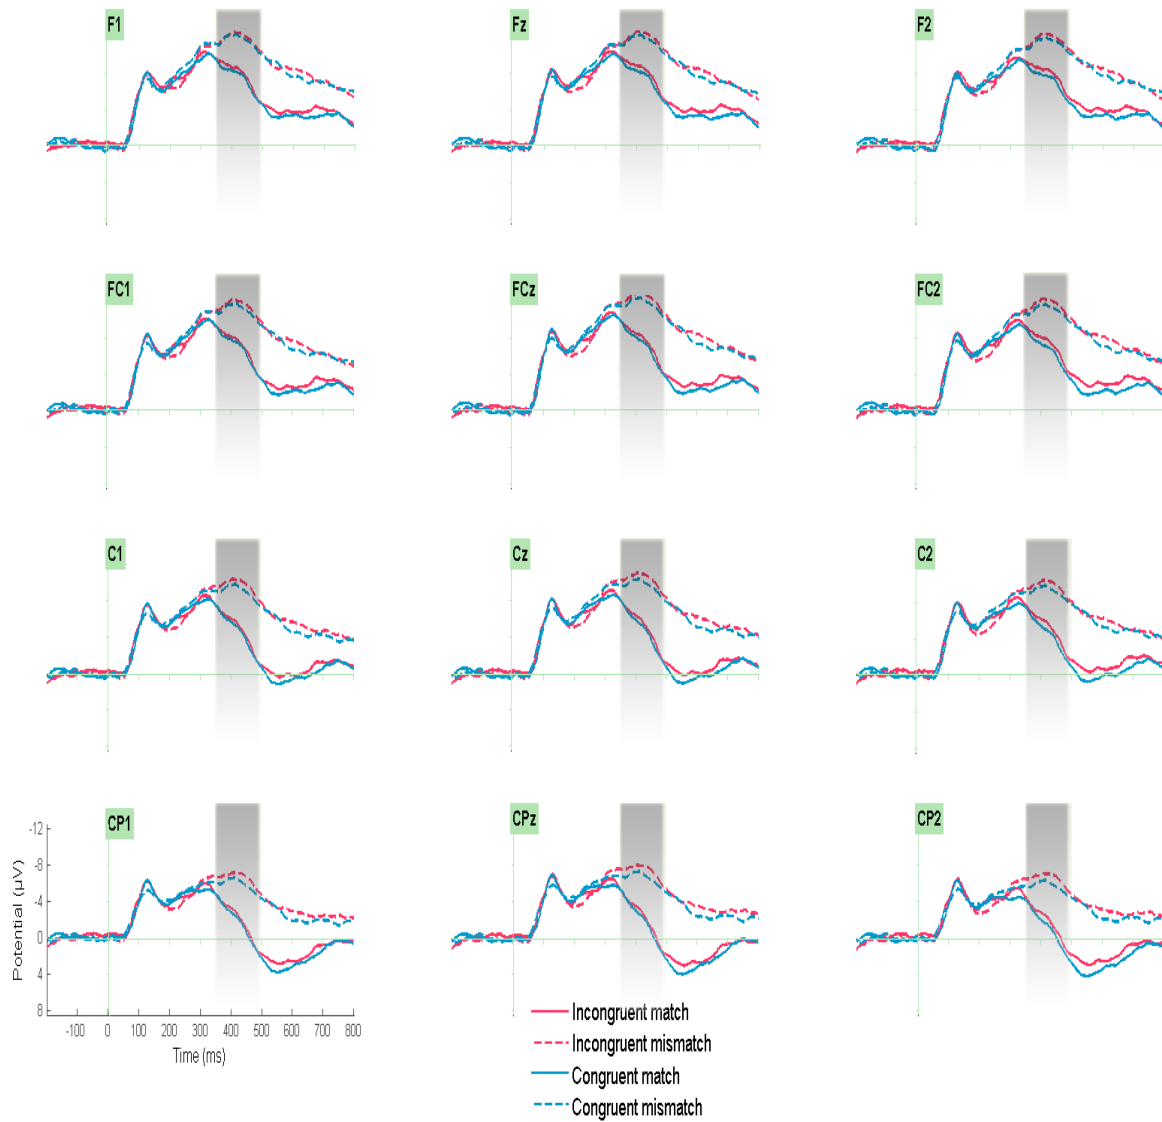 F1
Fz
F2
FC1
FCz
FC2
C1
Cz
C2
CP1
CPz
CP2
-12
-8
-4
0
4
8
Potential (µV)
-100 0 100 200 300 400 500 600 700 800
Time (ms)
Incongruent match
Incongruent mismatch
Congruent match
Congruent mismatch